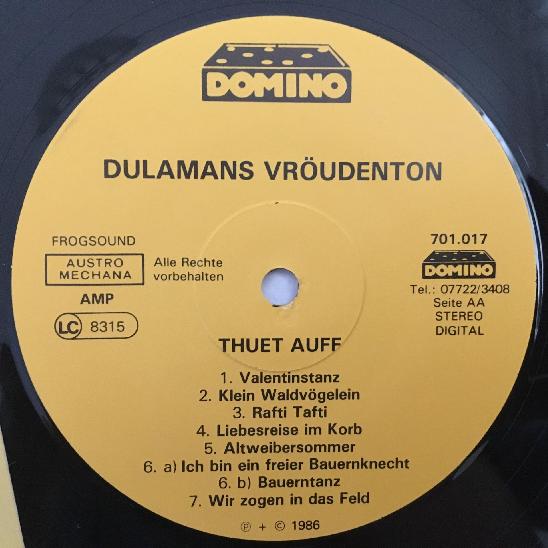 DOMINO
DULAMANS VRÖUDENTON
FROGSOUND
AUSTRO
MECHANA
Alle Rechte
vorbehalten
AMP
LC 8315
701.017
DOMINO
Tel.: 07722/3408
Seite AA
STEREO
DIGITAL
THUET AUFF
1. Valentinstanz
2. Klein Waldvögelein
3. Rafti Tafti
4. Liebesreise im Korb
5. Altweibersommer
6. a) Ich bin ein freier Bauernknecht
6. b) Bauerntanz
7. Wir zogen in das Feld
℗ + © 1986